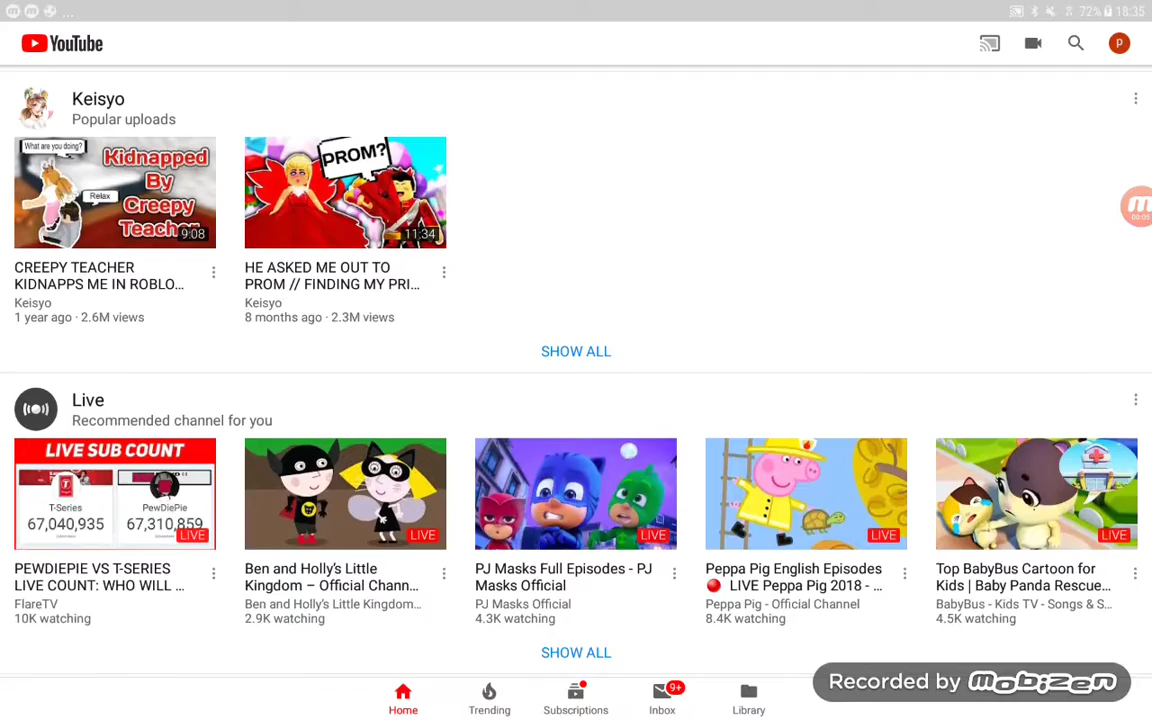 ... 72% 18:35
YouTube P
Keisyo
Popular uploads
What are you doing?
Relax
Kidnapped
By
Creepy
Teacher
9:08
PROM?
11:34
CREEPY TEACHER
KIDNAPPS ME IN ROBLO...
Keisyo
1 year ago · 2.6M views
HE ASKED ME OUT TO
PROM // FINDING MY PRI...
Keisyo
8 months ago · 2.3M views
00:05
SHOW ALL
Live
Recommended channel for you
LIVE SUB COUNT
T-Series PewDiePie
67,040,935 67,310,859
LIVE
LIVE
LIVE
LIVE
LIVE
PEWDIEPIE VS T-SERIES
LIVE COUNT: WHO WILL ...
FlareTV
10K watching
Ben and Holly's Little
Kingdom – Official Chann...
Ben and Holly's Little Kingdom...
2.9K watching
PJ Masks Full Episodes - PJ
Masks Official
PJ Masks Official
4.3K watching
Peppa Pig English Episodes
🔴 LIVE Peppa Pig 2018 - ...
Peppa Pig - Official Channel
8.4K watching
Top BabyBus Cartoon for
Kids | Baby Panda Rescue...
BabyBus - Kids TV - Songs & S...
4.5K watching
SHOW ALL
Home Trending Subscriptions Inbox 9+ Library
Recorded by mobizen